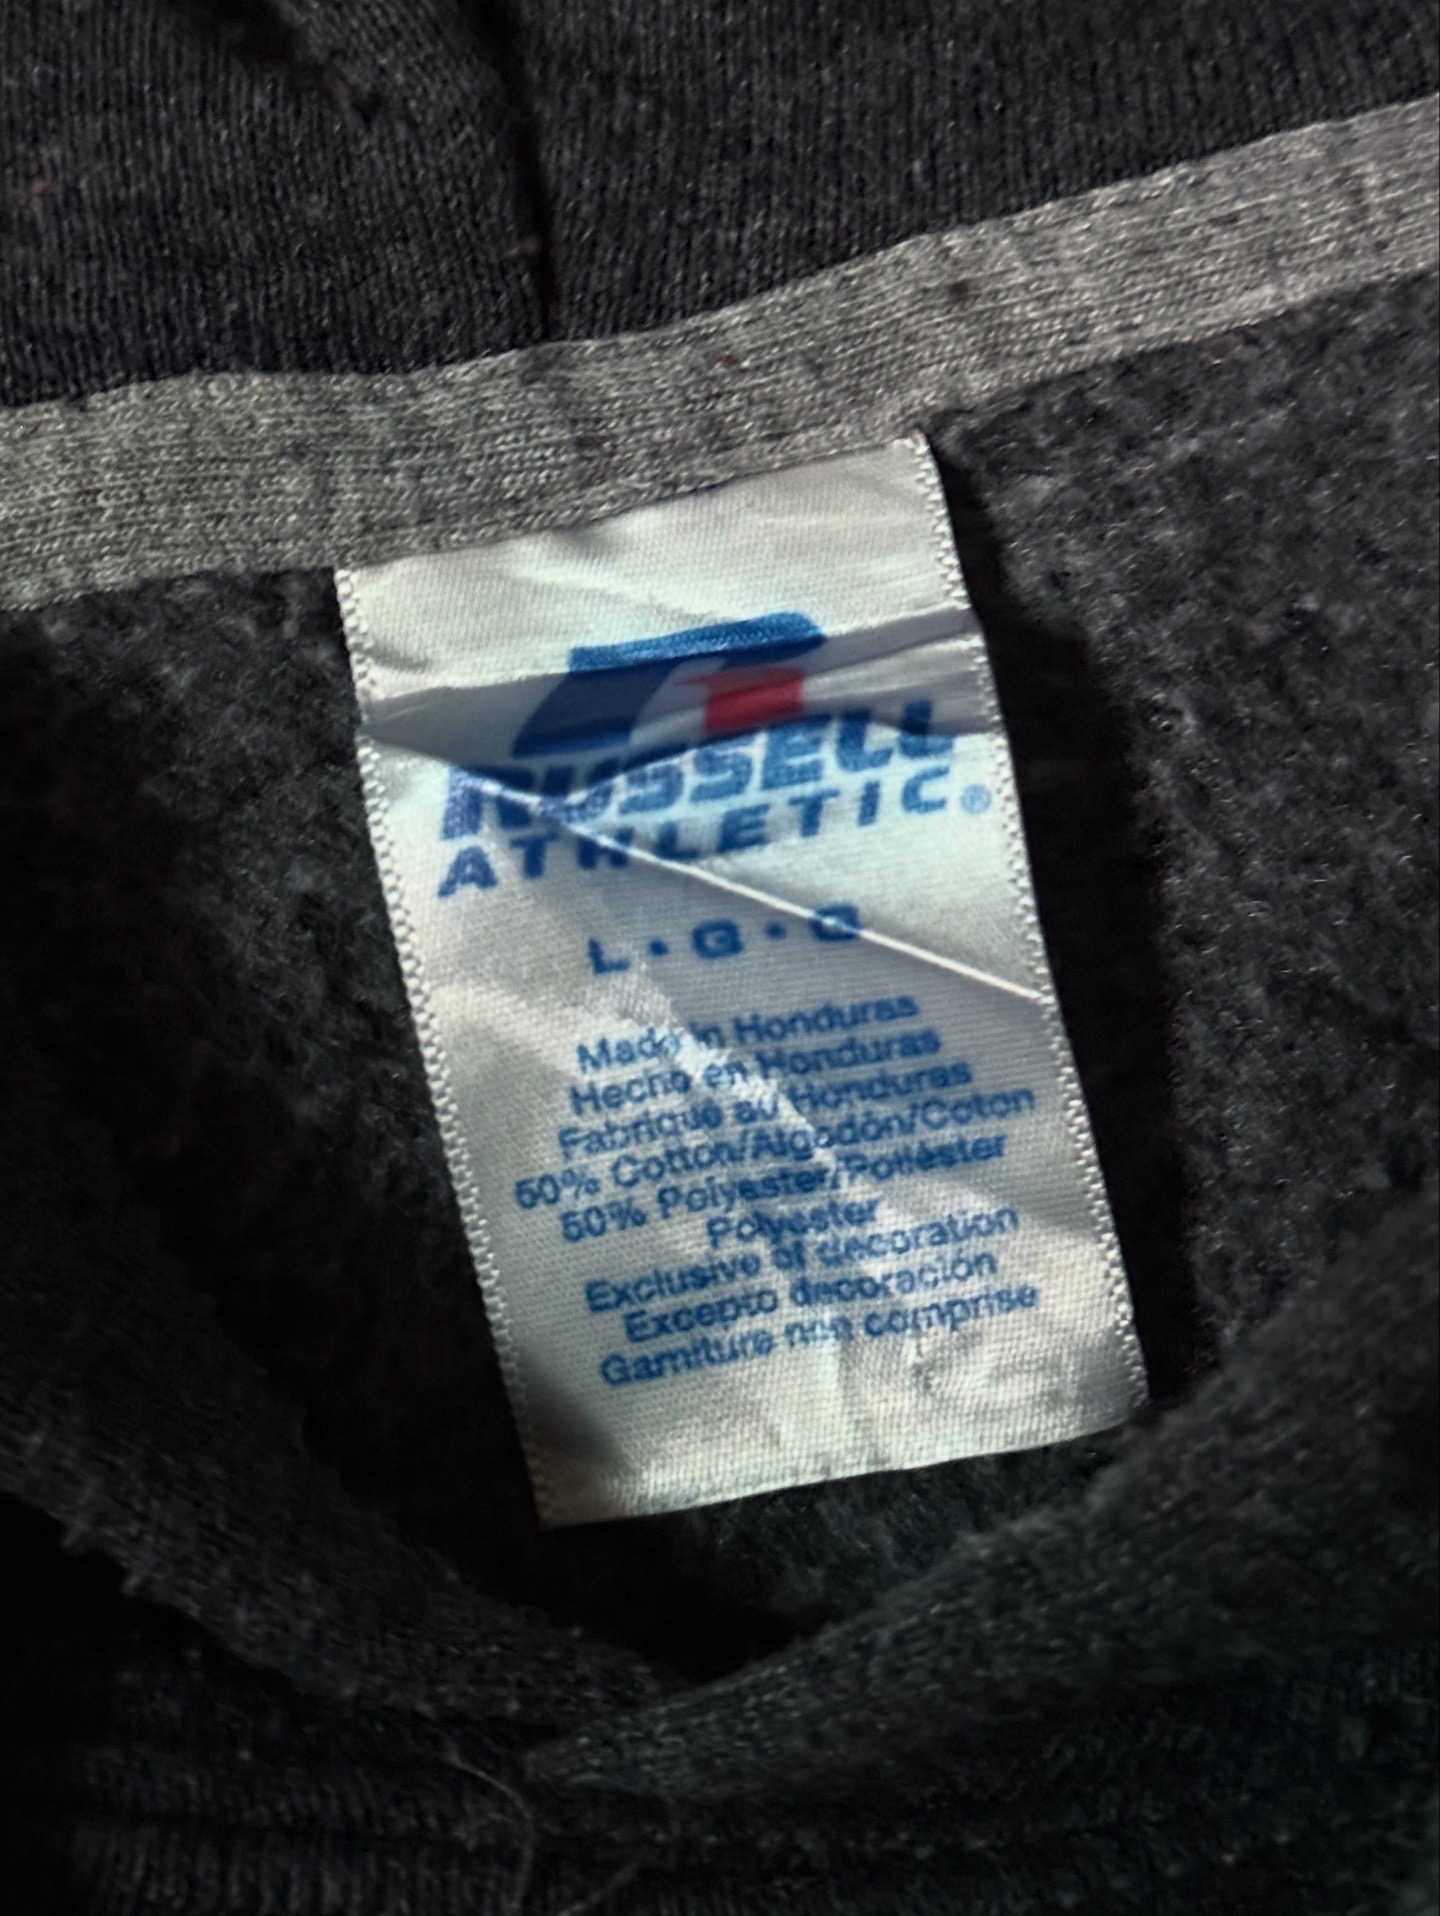 RUSSELL
ATHLETIC®
L • G • G
Made in Honduras
Hecho en Honduras
Fabrique au Honduras
50% Cotton/Algodón/Coton
50% Polyester/Poliéster
Polyester
Exclusive of decoration
Excepto decoración
Garniture non comprise